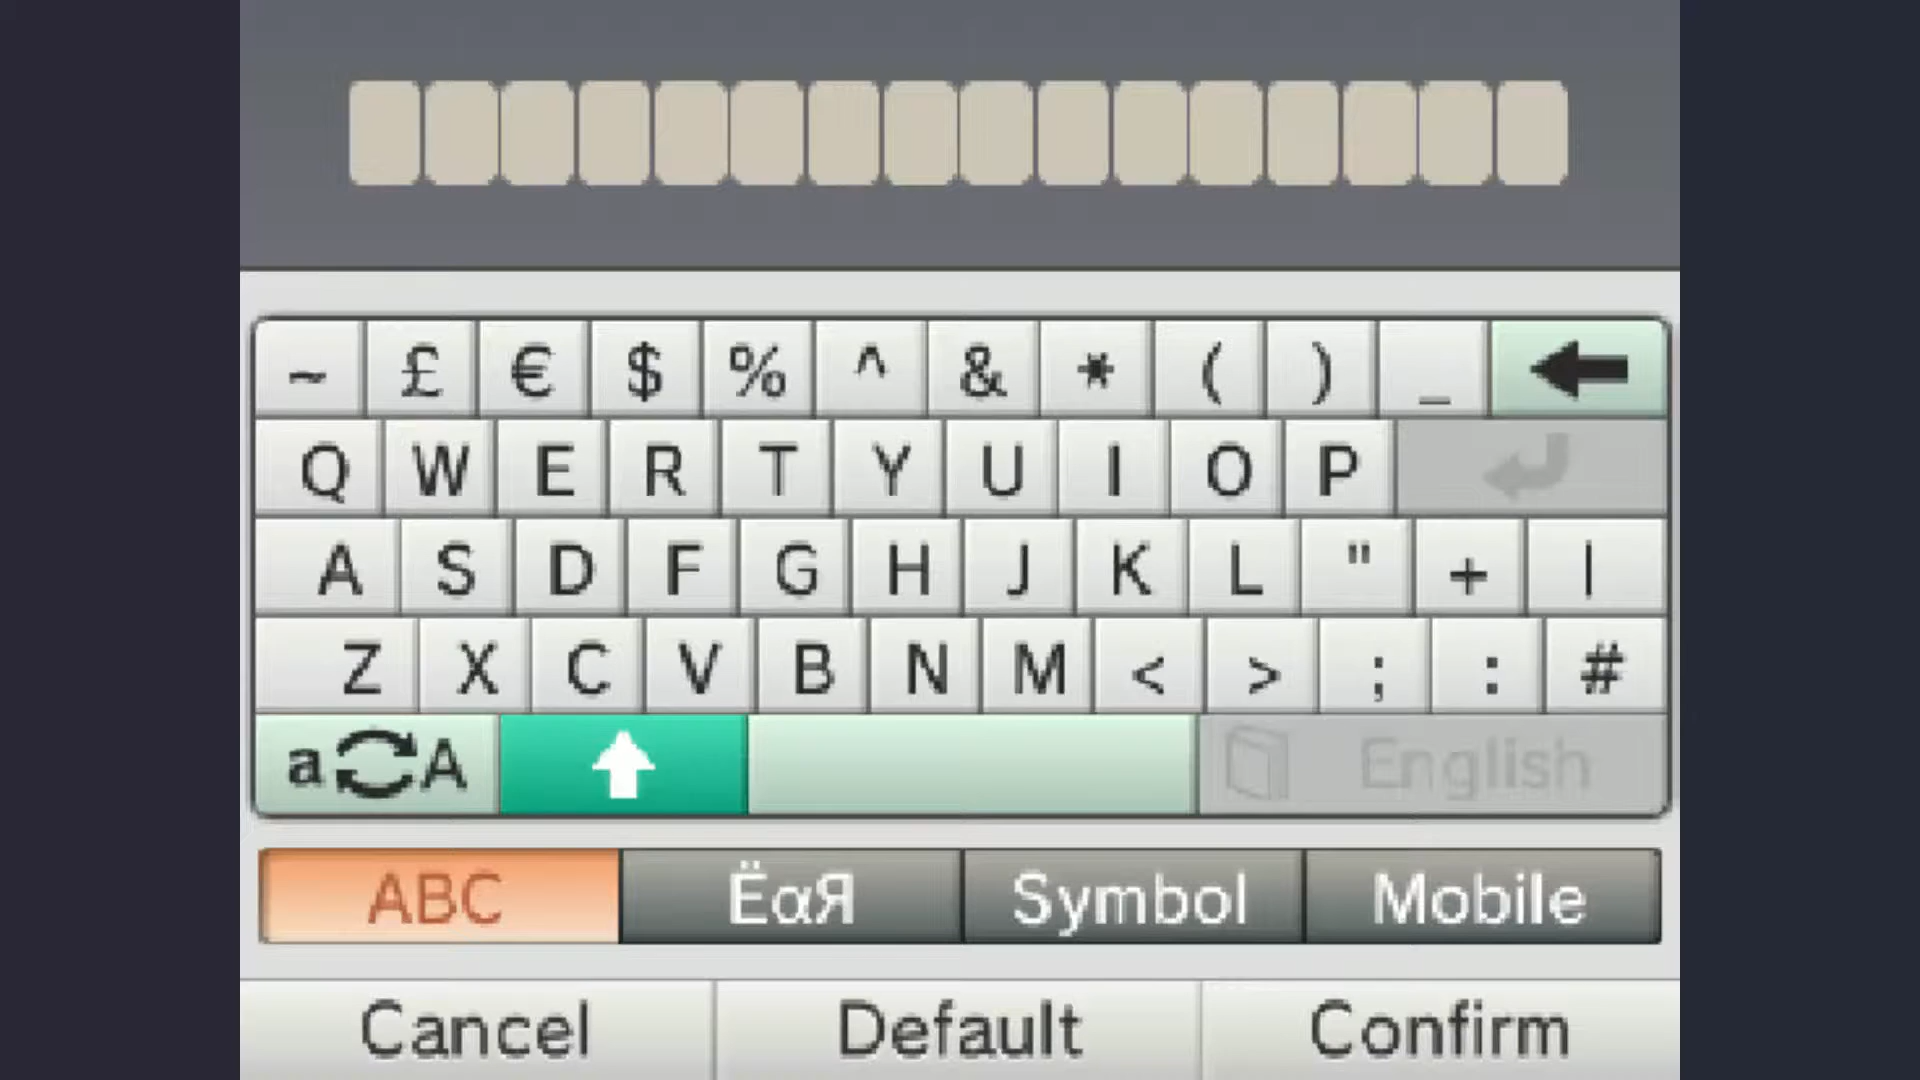 ~ £ € $ % ^ & * ( ) _
Q W E R T Y U I O P
A S D F G H J K L " + |
Z X C V B N M < > ; : #
a A English
ABC ËαЯ Symbol Mobile
Cancel Default Confirm